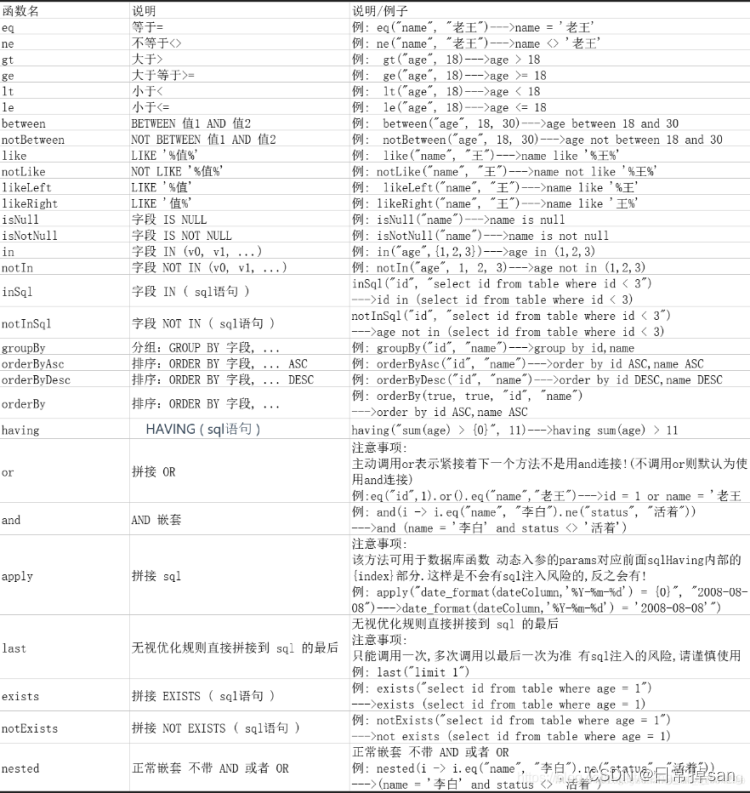 函数名 说明 说明/例子
eq 等于= 例: eq("name", "老王")--->name = '老王'
ne 不等于<> 例: ne("name", "老王")--->name <> '老王'
gt 大于> 例: gt("age", 18)--->age > 18
ge 大于等于>= 例: ge("age", 18)--->age >= 18
lt 小于< 例: lt("age", 18)--->age < 18
le 小于<= 例: le("age", 18)--->age <= 18
between BETWEEN 值1 AND 值2 例: between("age", 18, 30)--->age between 18 and 30
notBetween NOT BETWEEN 值1 AND 值2 例: notBetween("age", 18, 30)--->age not between 18 and 30
like LIKE '%值%' 例: like("name", "王")--->name like '%王%'
notLike NOT LIKE '%值%' 例: notLike("name", "王")--->name not like '%王%'
likeLeft LIKE '%值' 例: likeLeft("name", "王")--->name like '%王'
likeRight LIKE '值%' 例: likeRight("name", "王")--->name like '王%'
isNull 字段 IS NULL 例: isNull("name")--->name is null
isNotNull 字段 IS NOT NULL 例: isNotNull("name")--->name is not null
in 字段 IN (v0, v1, ...) 例: in("age",{1,2,3})--->age in (1,2,3)
notIn 字段 NOT IN (v0, v1, ...) 例: notIn("age", 1, 2, 3)--->age not in (1,2,3)
inSql 字段 IN ( sql语句 ) inSql("id", "select id from table where id < 3")
--->id in (select id from table where id < 3)
notInSql 字段 NOT IN ( sql语句 ) notInSql("id", "select id from table where id < 3")
--->age not in (select id from table where id < 3)
groupBy 分组：GROUP BY 字段, ... 例: groupBy("id", "name")--->group by id,name
orderByAsc 排序：ORDER BY 字段, ... ASC 例: orderByAsc("id", "name")--->order by id ASC,name ASC
orderByDesc 排序：ORDER BY 字段, ... DESC 例: orderByDesc("id", "name")--->order by id DESC,name DESC
orderBy 排序：ORDER BY 字段, ... 例: orderBy(true, true, "id", "name")
--->order by id ASC,name ASC
having HAVING ( sql语句 ) having("sum(age) > {0}", 11)--->having sum(age) > 11
or 拼接 OR 注意事项:
主动调用or表示紧接着下一个方法不是用and连接!(不调用or则默认为使
用and连接)
例:eq("id",1).or().eq("name","老王")--->id = 1 or name = '老王
and AND 嵌套 例: and(i -> i.eq("name", "李白").ne("status", "活着"))
--->and (name = '李白' and status <> '活着')
apply 拼接 sql 注意事项:
该方法可用于数据库函数 动态入参的params对应前面sqlHaving内部的
{index}部分.这样是不会有sql注入风险的,反之会有!
例: apply("date_format(dateColumn,'%Y-%m-%d') = {0}", "2008-08-
08")--->date_format(dateColumn,'%Y-%m-%d') = '2008-08-08'")
last 无视优化规则直接拼接到 sql 的最后 无视优化规则直接拼接到 sql 的最后
注意事项:
只能调用一次,多次调用以最后一次为准 有sql注入的风险,请谨慎使用
例: last("limit 1")
exists 拼接 EXISTS ( sql语句 ) 例: exists("select id from table where age = 1")
--->exists (select id from table where age = 1)
notExists 拼接 NOT EXISTS ( sql语句 ) 例: notExists("select id from table where age = 1")
--->not exists (select id from table where age = 1)
nested 正常嵌套 不带 AND 或者 OR 正常嵌套 不带 AND 或者 OR
例: nested(i -> i.eq("name", "李白").ne("status", "活着"))
--->(name = '李白' and status <> '活着')
CSDN @日常掉san